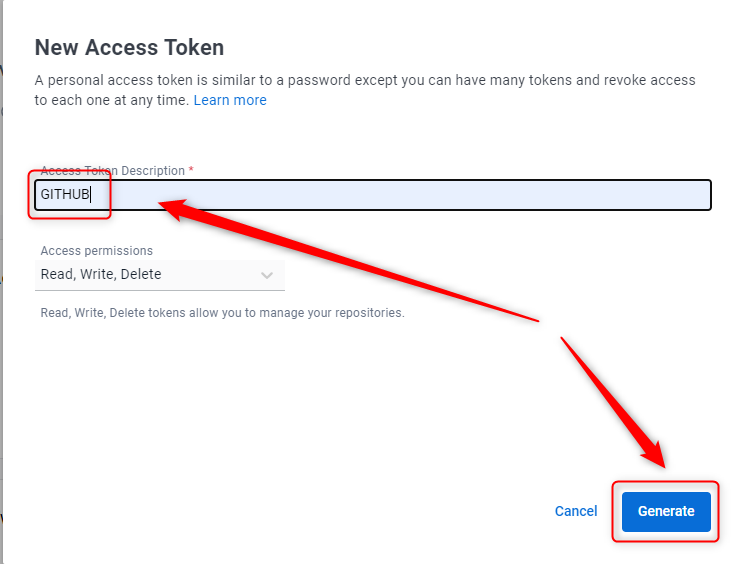 New Access Token
A personal access token is similar to a password except you can have many tokens and revoke access
to each one at any time. Learn more
Access Token Description *
GITHUB
Access permissions
Read, Write, Delete
Read, Write, Delete tokens allow you to manage your repositories.
Cancel Generate